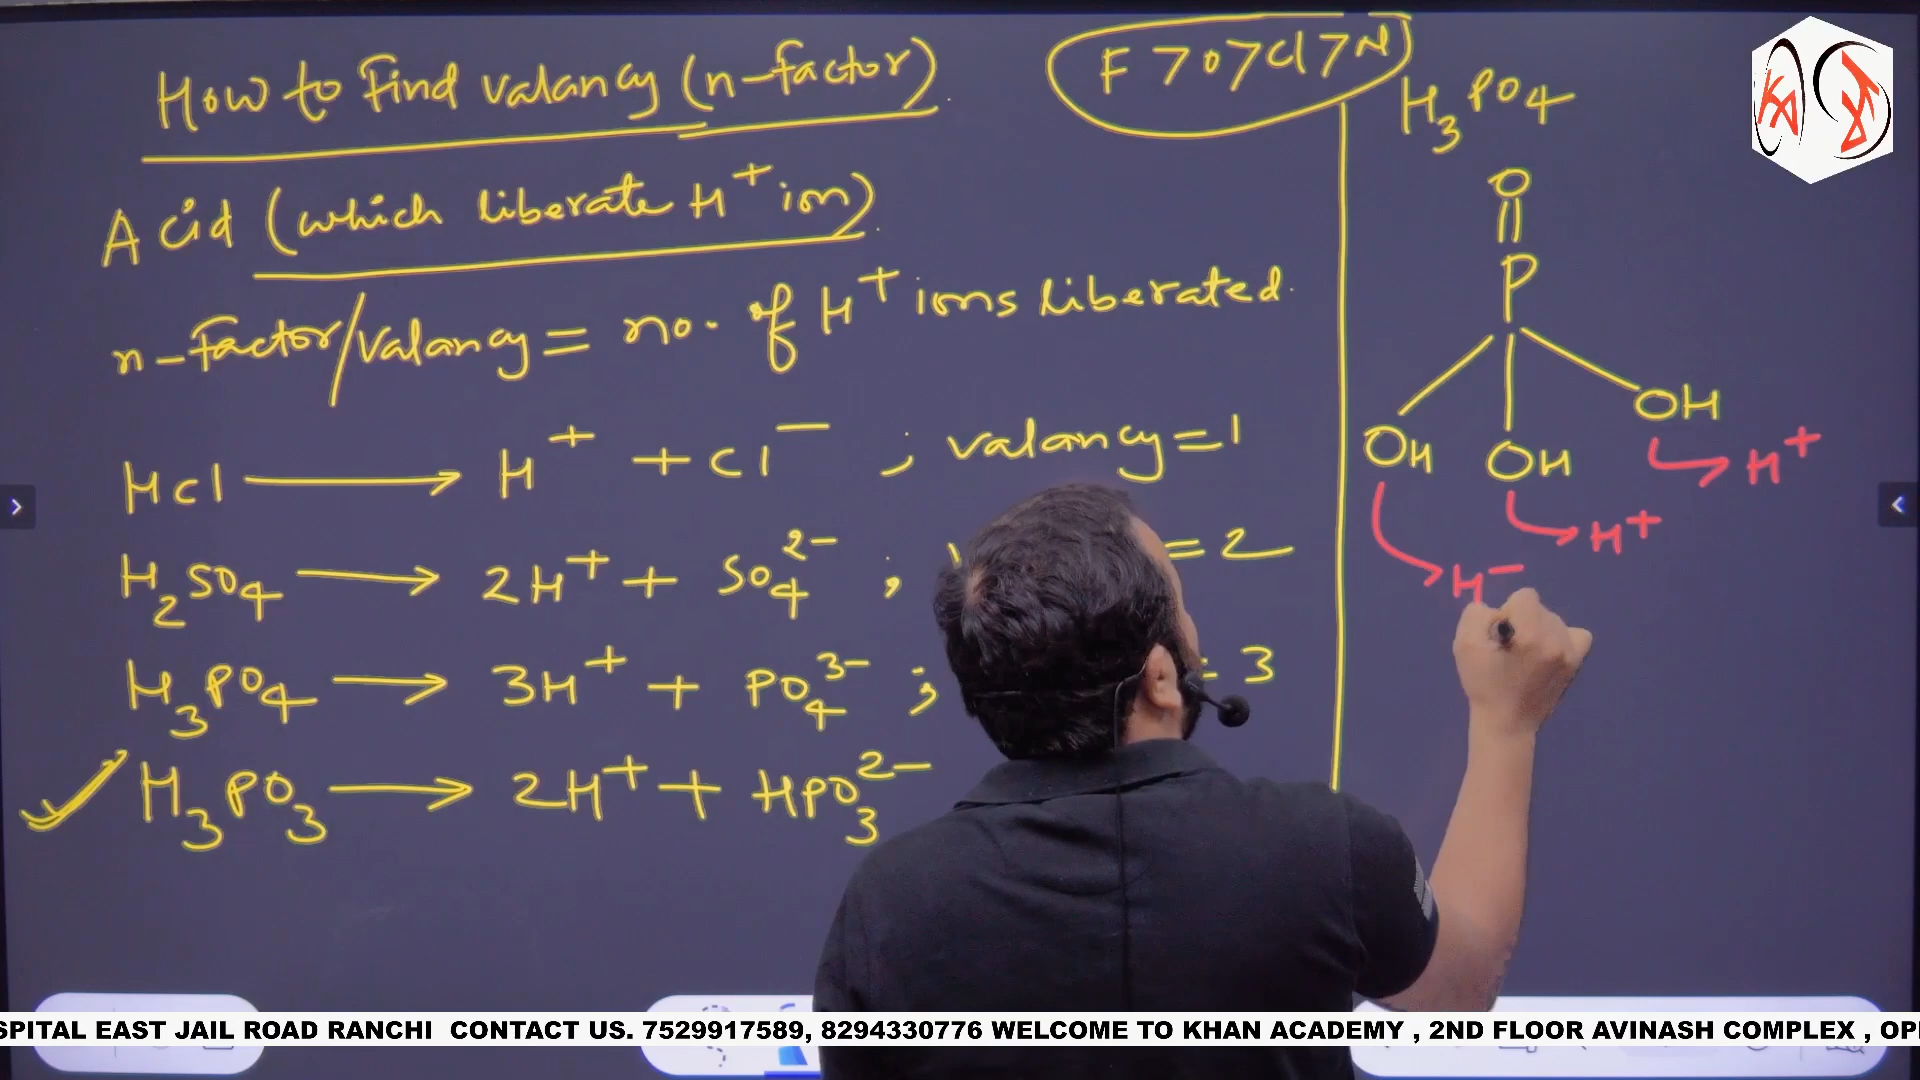 How to Find Valancy (n-factor)
F > O > Cl > N
Acid (which liberate H⁺ ion)
n-Factor/Valancy = no. of H⁺ ions liberated.
HCl ⟶ H⁺ + Cl⁻ ; valancy = 1
H₂SO₄ ⟶ 2H⁺ + SO₄²⁻ ; = 2
H₃PO₄ ⟶ 3H⁺ + PO₄³⁻ ; = 3
H₃PO₃ ⟶ 2H⁺ + HPO₃²⁻
H₃PO₄
O
P
OH OH OH
H⁺
H⁺
H⁻
KA
SPITAL EAST JAIL ROAD RANCHI CONTACT US. 7529917589, 8294330776 WELCOME TO KHAN ACADEMY , 2ND FLOOR AVINASH COMPLEX , OP